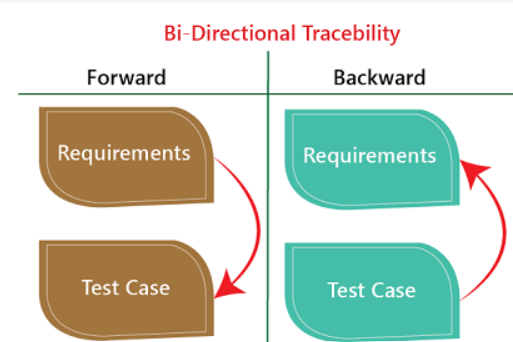 Bi-Directional Tracebility
Forward
Backward
Requirements
Requirements
Test Case
Test Case